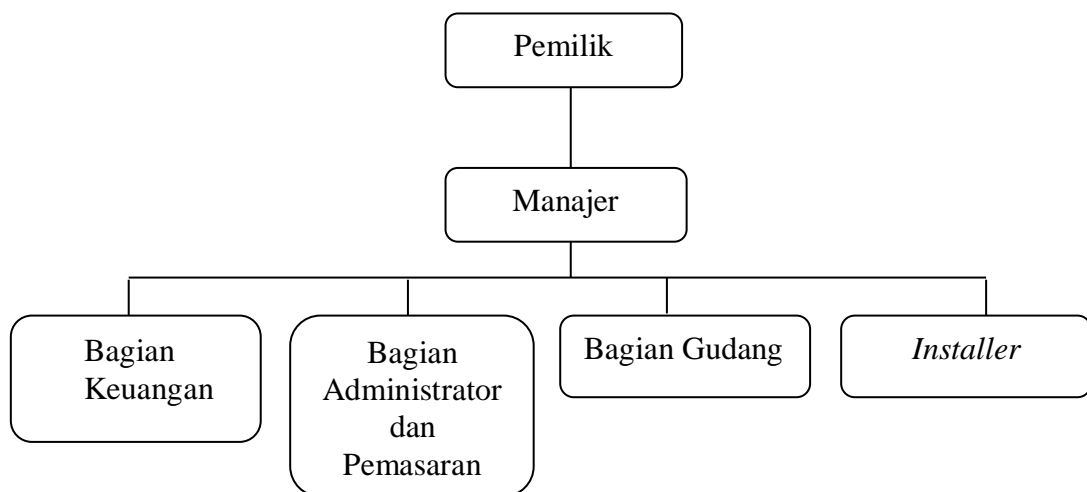 Pemilik
Manajer
Bagian
Keuangan
Bagian
Administrator
dan
Pemasaran
Bagian Gudang
Installer